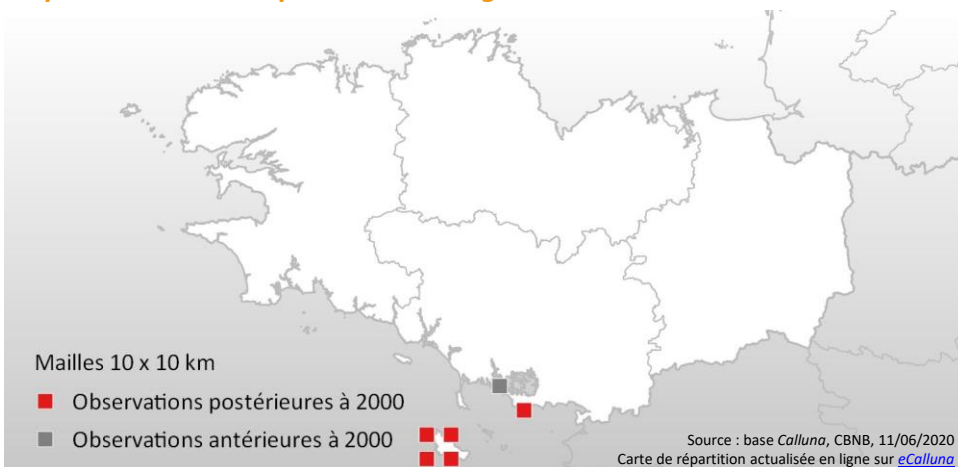 Mailles 10 x 10 km
Observations postérieures à 2000
Observations antérieures à 2000
Source : base Calluna, CBNB, 11/06/2020
Carte de répartition actualisée en ligne sur eCalluna